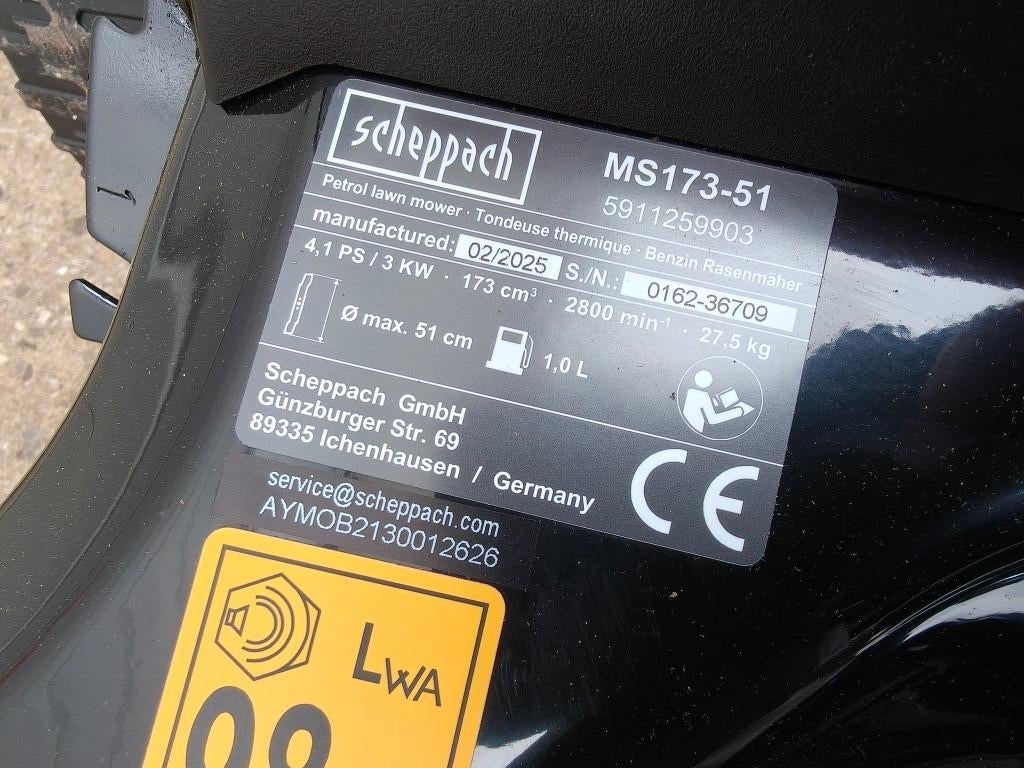 scheppach
MS173-51
5911259903
Petrol lawn mower · Tondeuse thermique · Benzin Rasenmäher
manufactured: 02/2025 S./N.: 0162-36709
4,1 PS / 3 KW · 173 cm³ · 2800 min⁻¹ · 27,5 kg
Ø max. 51 cm
1,0 L
Scheppach GmbH
Günzburger Str. 69
89335 Ichenhausen / Germany
CE
service@scheppach.com
AYMOB2130012626
LWA
1